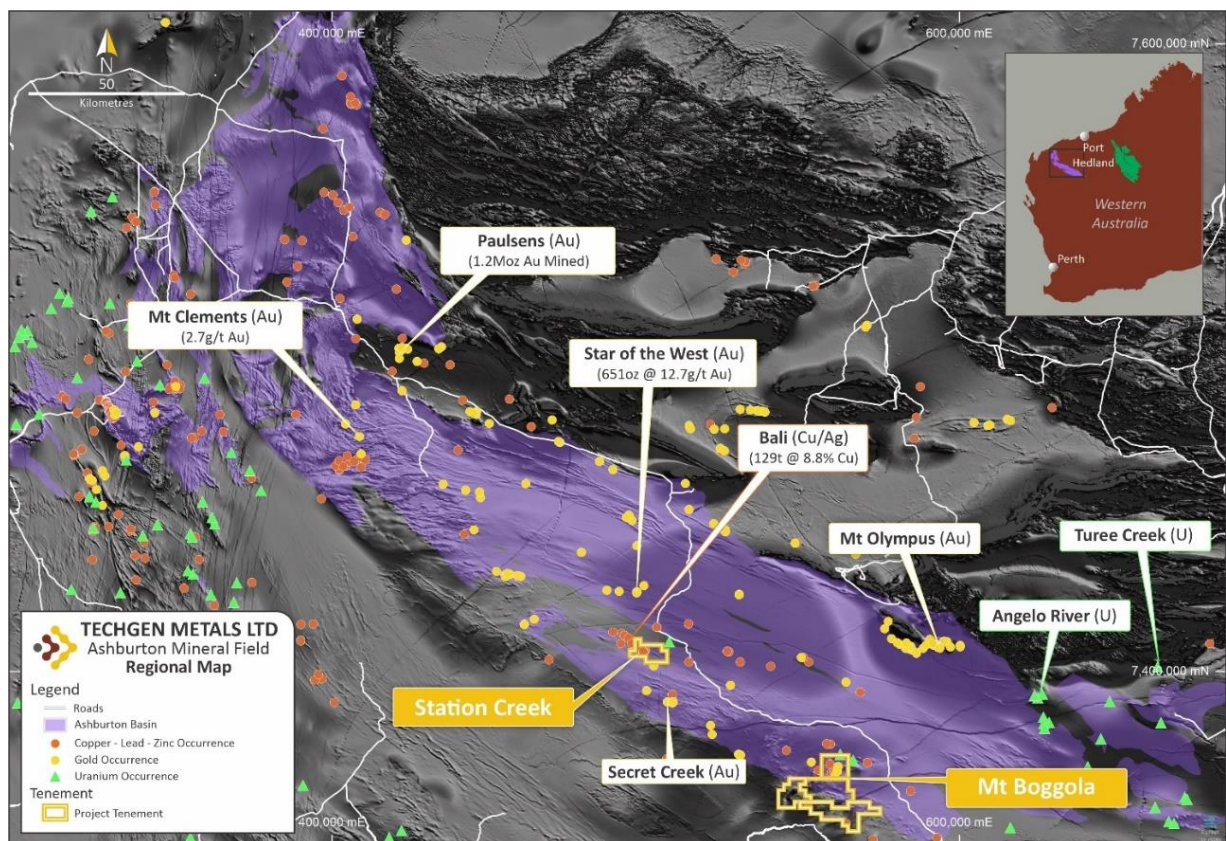 400,000 mE
600,000 mE
7,600,000 mN
N
50
Kilometres
Port
Hedland
Western
Australia
Perth
Paulsens (Au)
(1.2Moz Au Mined)
Mt Clements (Au)
(2.7g/t Au)
Star of the West (Au)
(651oz @ 12.7g/t Au)
Bali (Cu/Ag)
(129t @ 8.8% Cu)
Mt Olympus (Au)
Turee Creek (U)
Angelo River (U)
7,400,000 mN
Station Creek
Secret Creek (Au)
Mt Boggola
TECHGEN METALS LTD
Ashburton Mineral Field
Regional Map
Legend
Roads
Ashburton Basin
Copper - Lead - Zinc Occurrence
Gold Occurrence
Uranium Occurrence
Tenement
Project Tenement
400,000 mE
600,000 mE